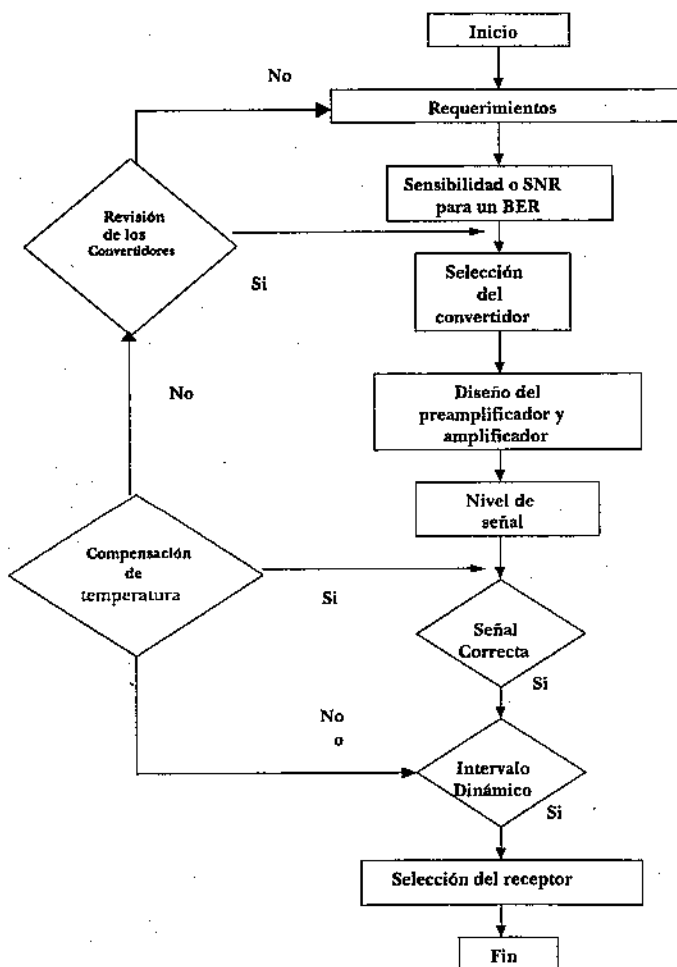 Inicio
No
Requerimientos
Sensibilidad o SNR
para un BER
Revisión
de los
Convertidores
Si
Selección
del
convertidor
No
Diseño del
preamplificador y
amplificador
Nivel de
señal
Compensación
de
temperatura
Si
Señal
Correcta
Si
No
o
Intervalo
Dinámico
Si
Selección del receptor
Fin